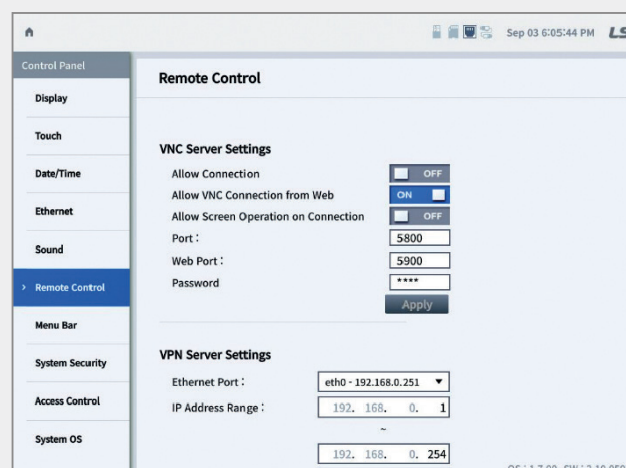 Sep 03 6:05:44 PM LS
Control Panel
Display
Touch
Date/Time
Ethernet
Sound
> Remote Control
Menu Bar
System Security
Access Control
System OS
Remote Control
VNC Server Settings
Allow Connection OFF
Allow VNC Connection from Web ON
Allow Screen Operation on Connection OFF
Port : 5800
Web Port : 5900
Password ****
Apply
VPN Server Settings
Ethernet Port : eth0 - 192.168.0.251 ▼
IP Address Range : 192. 168. 0. 1
~
192. 168. 0. 254